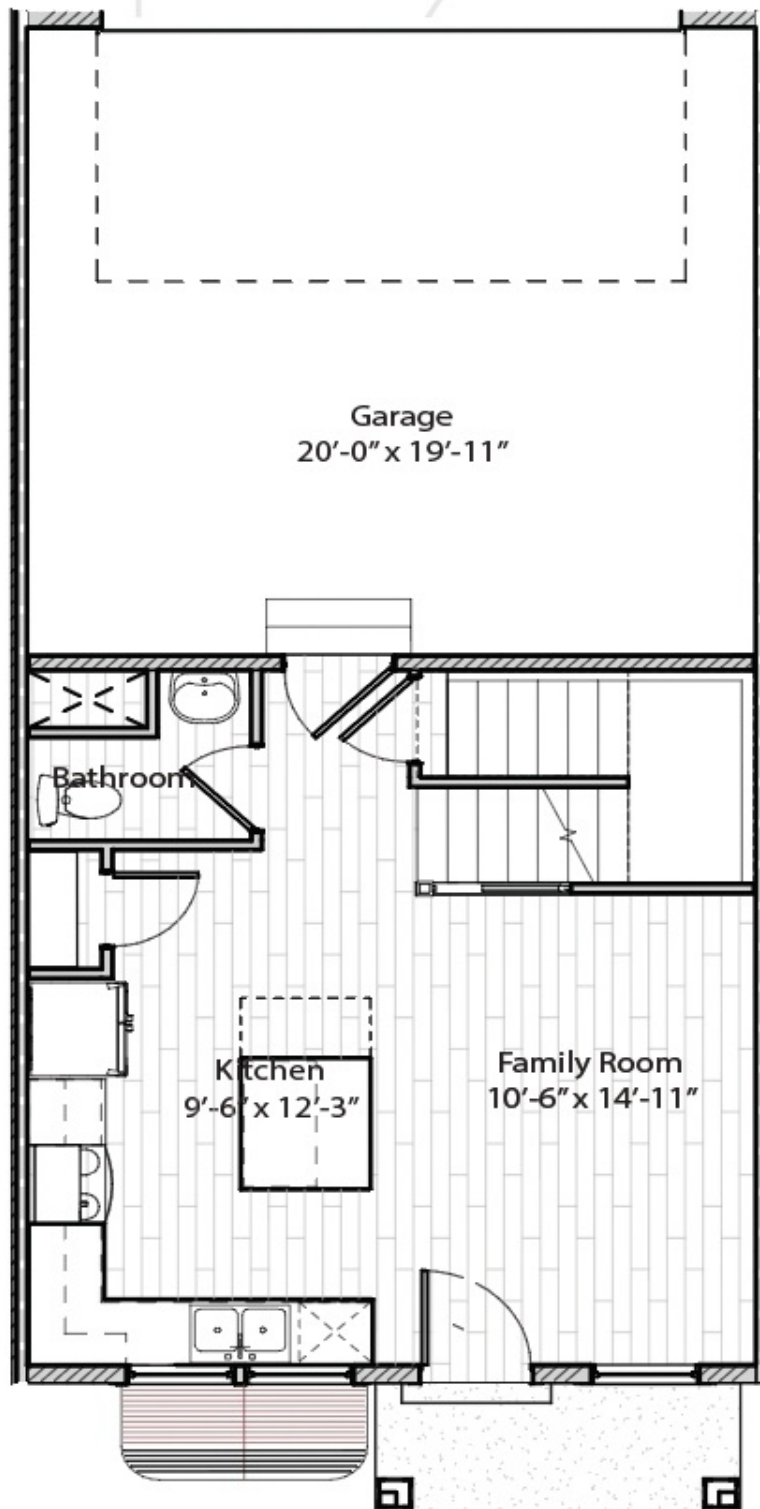 Garage
20’-0” x 19’-11”
Bathroom
Kitchen
9’-6” x 12’-3”
Family Room
10’-6” x 14’-11”